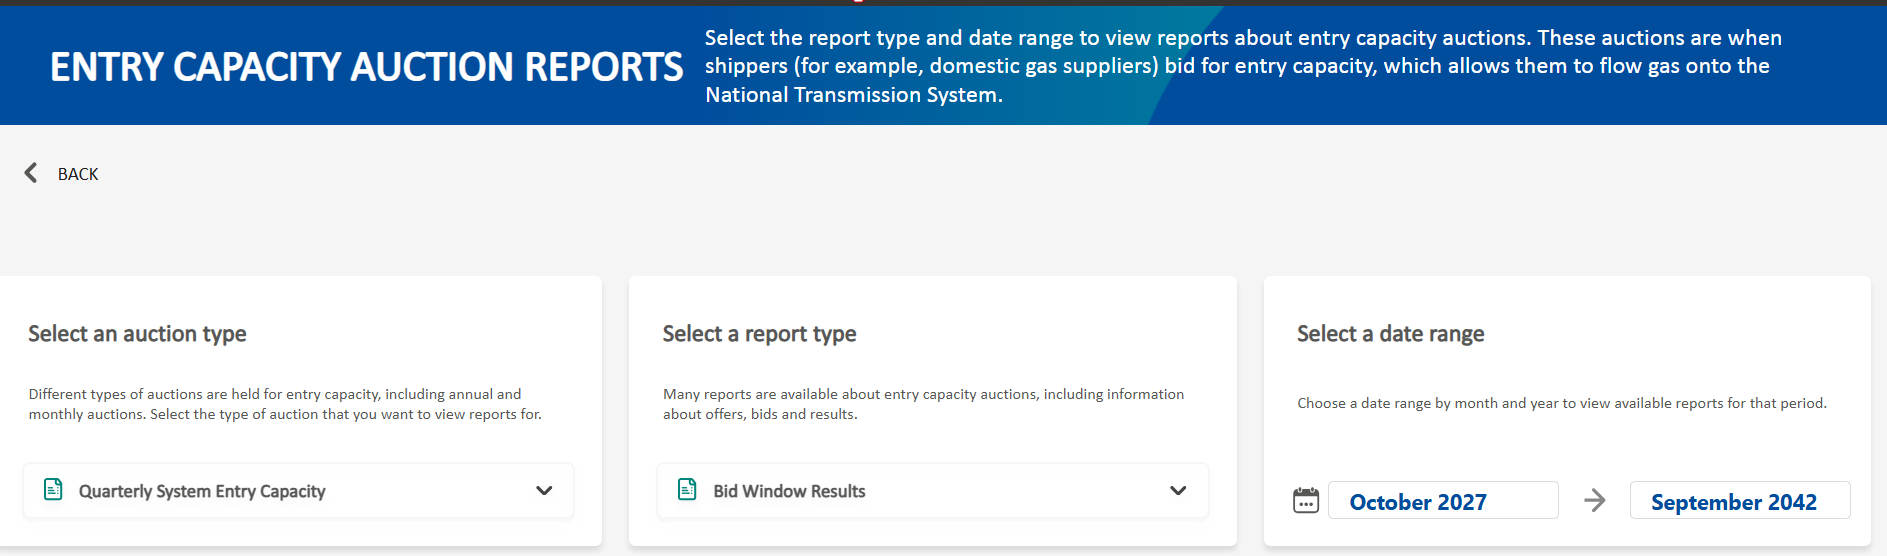 ENTRY CAPACITY AUCTION REPORTS
Select the report type and date range to view reports about entry capacity auctions. These auctions are when
shippers (for example, domestic gas suppliers) bid for entry capacity, which allows them to flow gas onto the
National Transmission System.
BACK
Select an auction type
Different types of auctions are held for entry capacity, including annual and
monthly auctions. Select the type of auction that you want to view reports for.
Quarterly System Entry Capacity
Select a report type
Many reports are available about entry capacity auctions, including information
about offers, bids and results.
Bid Window Results
Select a date range
Choose a date range by month and year to view available reports for that period.
October 2027
September 2042